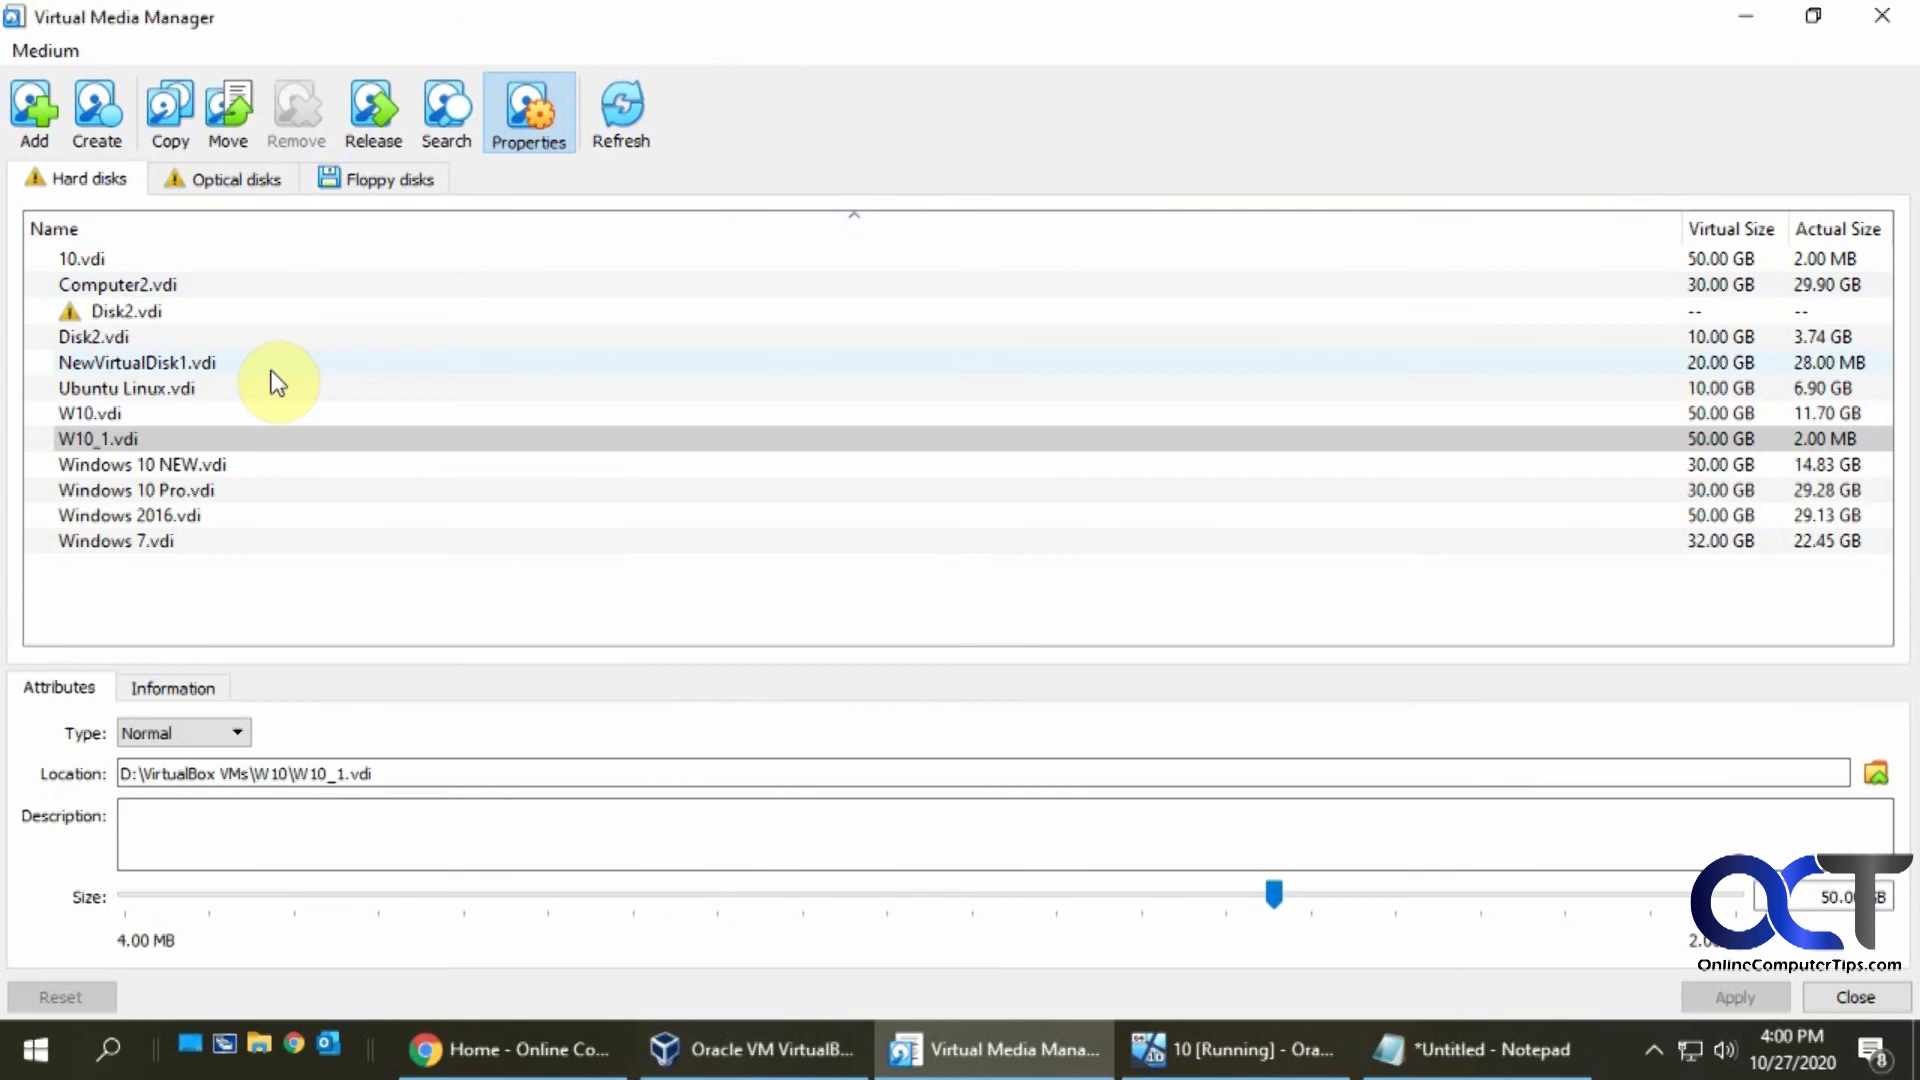 Virtual Media Manager
Medium
Add Create Copy Move Remove Release Search Properties Refresh
Hard disks Optical disks Floppy disks
Name Virtual Size Actual Size
10.vdi 50.00 GB 2.00 MB
Computer2.vdi 30.00 GB 29.90 GB
Disk2.vdi -- --
Disk2.vdi 10.00 GB 3.74 GB
NewVirtualDisk1.vdi 20.00 GB 28.00 MB
Ubuntu Linux.vdi 10.00 GB 6.90 GB
W10.vdi 50.00 GB 11.70 GB
W10_1.vdi 50.00 GB 2.00 MB
Windows 10 NEW.vdi 30.00 GB 14.83 GB
Windows 10 Pro.vdi 30.00 GB 29.28 GB
Windows 2016.vdi 50.00 GB 29.13 GB
Windows 7.vdi 32.00 GB 22.45 GB
Attributes Information
Type: Normal
Location: D:\VirtualBox VMs\W10\W10_1.vdi
Description:
Size:
4.00 MB
OCT
OnlineComputerTips.com
Reset Apply Close
Home - Online Co... Oracle VM VirtualB... Virtual Media Mana... 10 [Running] - Ora... *Untitled - Notepad 4:00 PM
10/27/2020 8